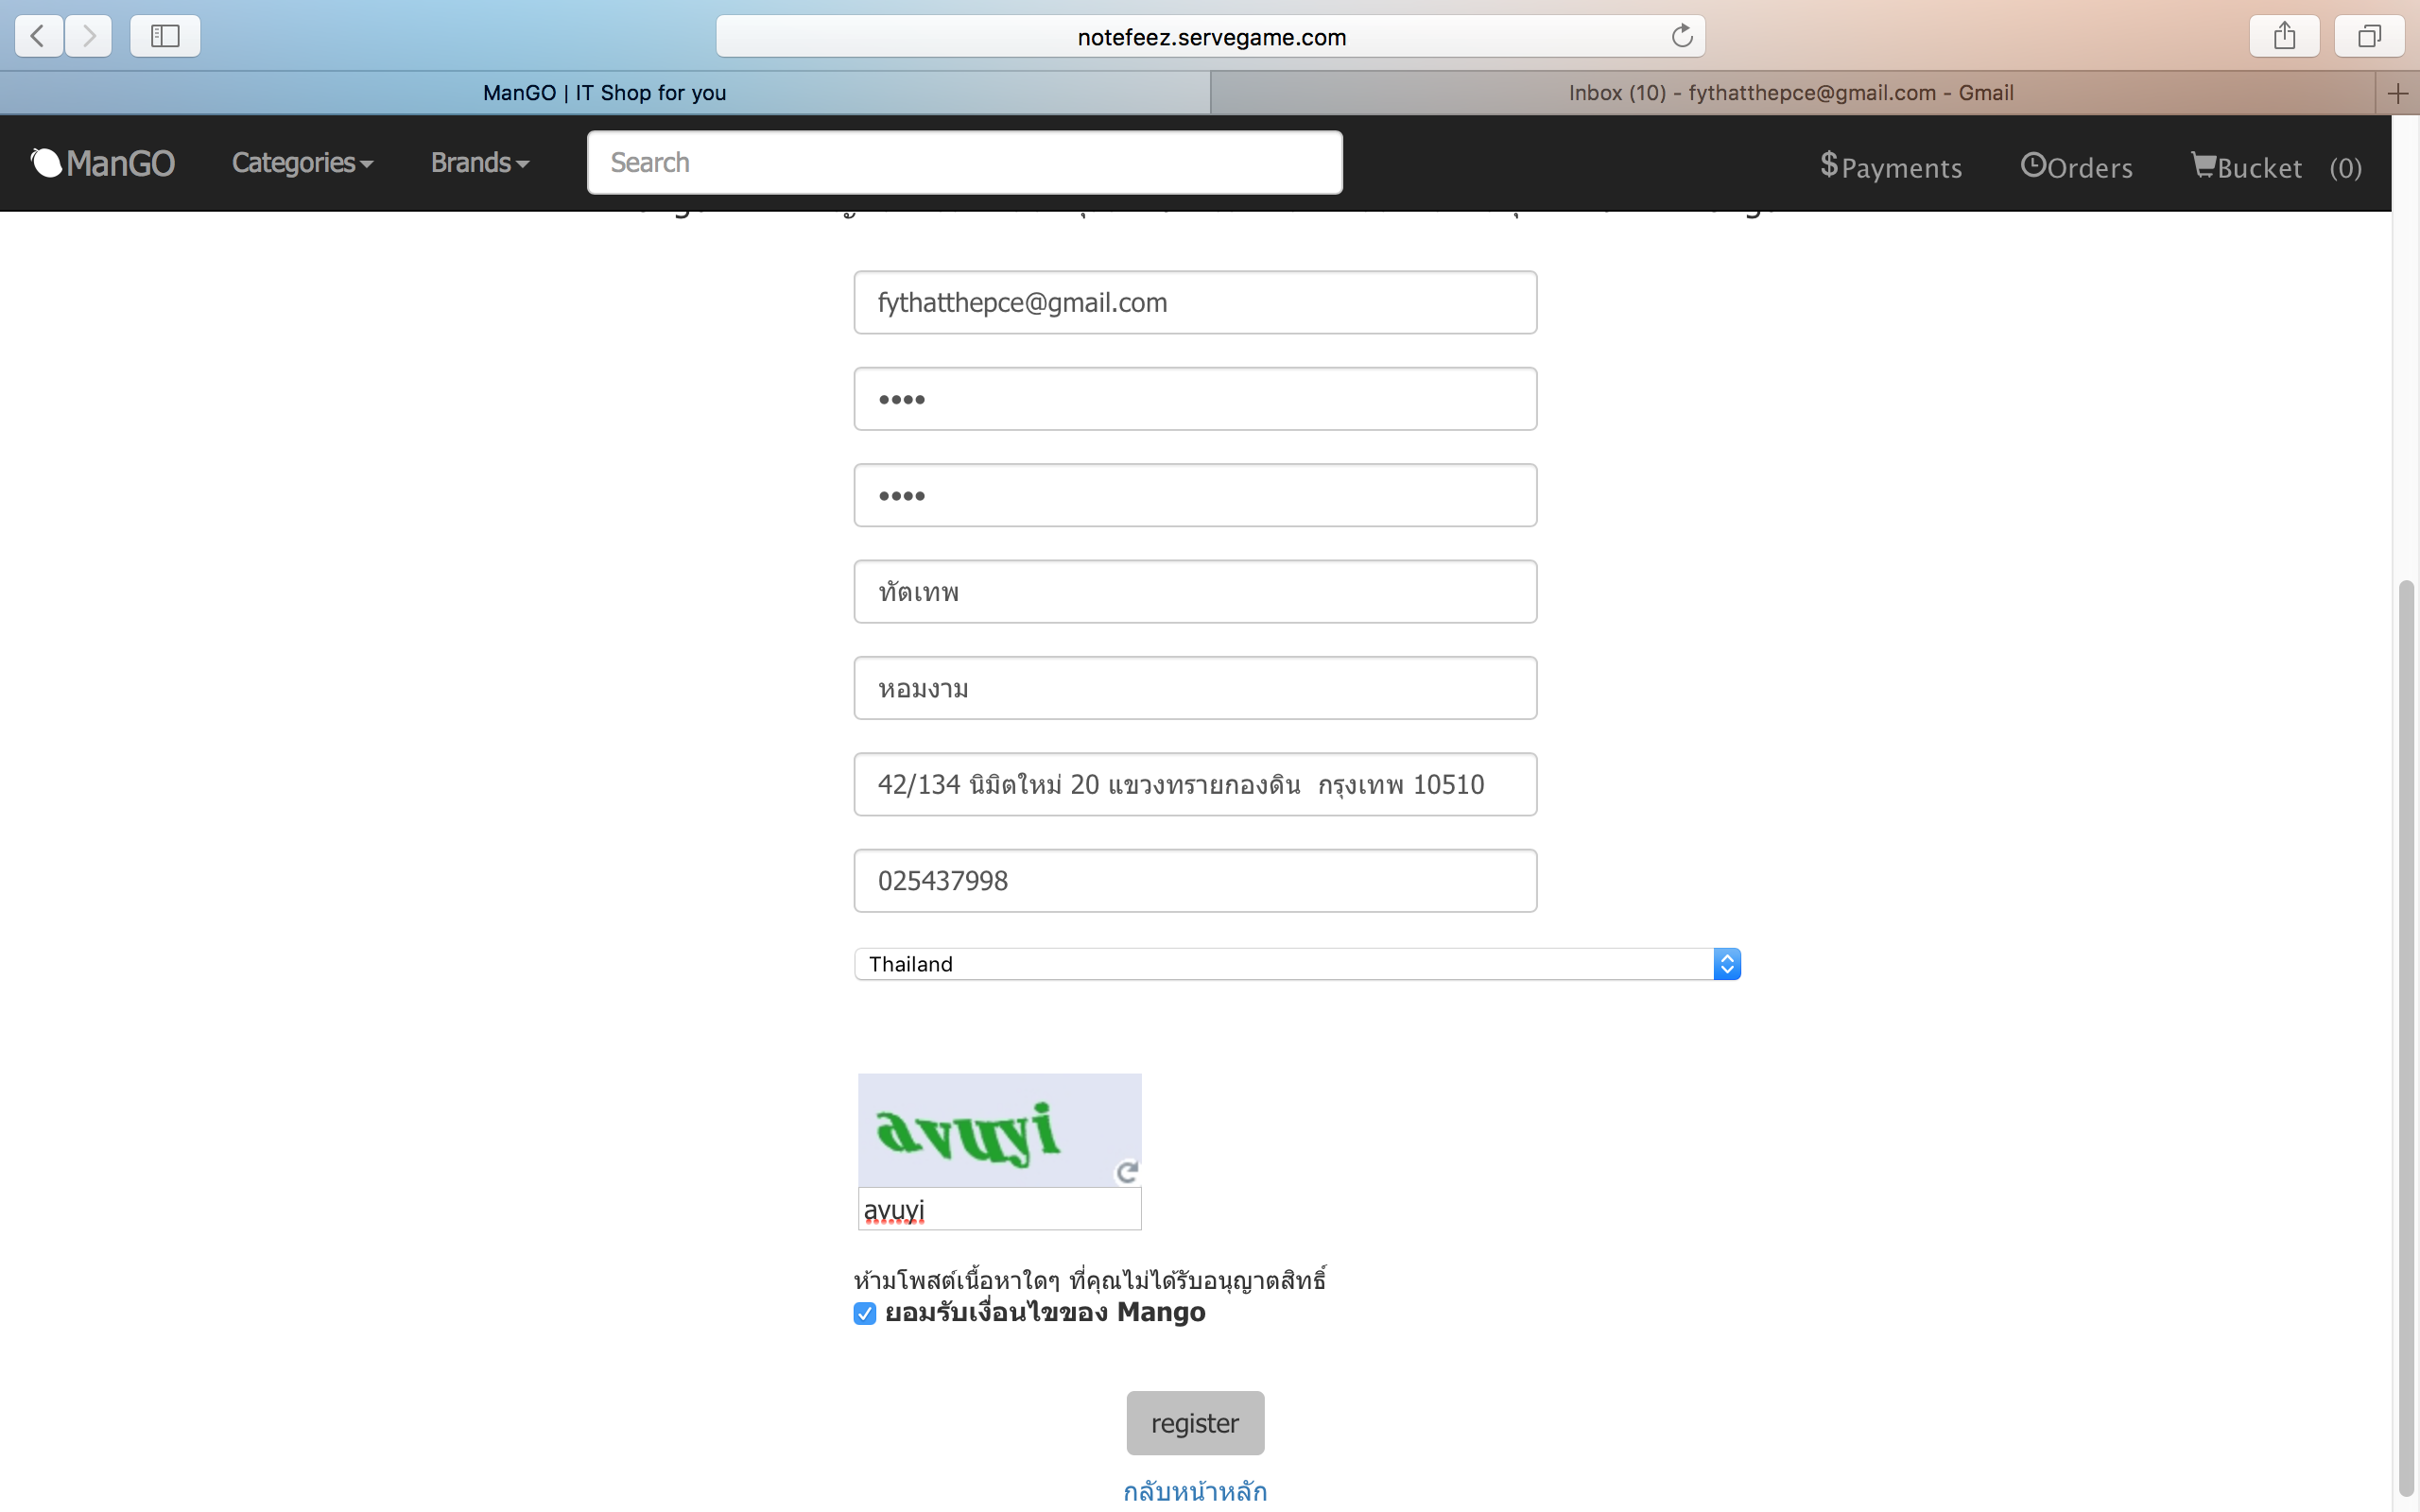 notefeez.servegame.com
ManGO | IT Shop for you
Inbox (10) - fythatthepce@gmail.com - Gmail
ManGO Categories Brands Search $Payments Orders Bucket (0)
fythatthepce@gmail.com
••••
••••
ทัตเทพ
หอมงาม
42/134 นิมิตใหม่ 20 แขวงทรายกองดิน กรุงเทพ 10510
025437998
Thailand
avuyi
avuyi
ห้ามโพสต์เนื้อหาใดๆ ที่คุณไม่ได้รับอนุญาตสิทธิ์
ยอมรับเงื่อนไขของ Mango
register
กลับหน้าหลัก